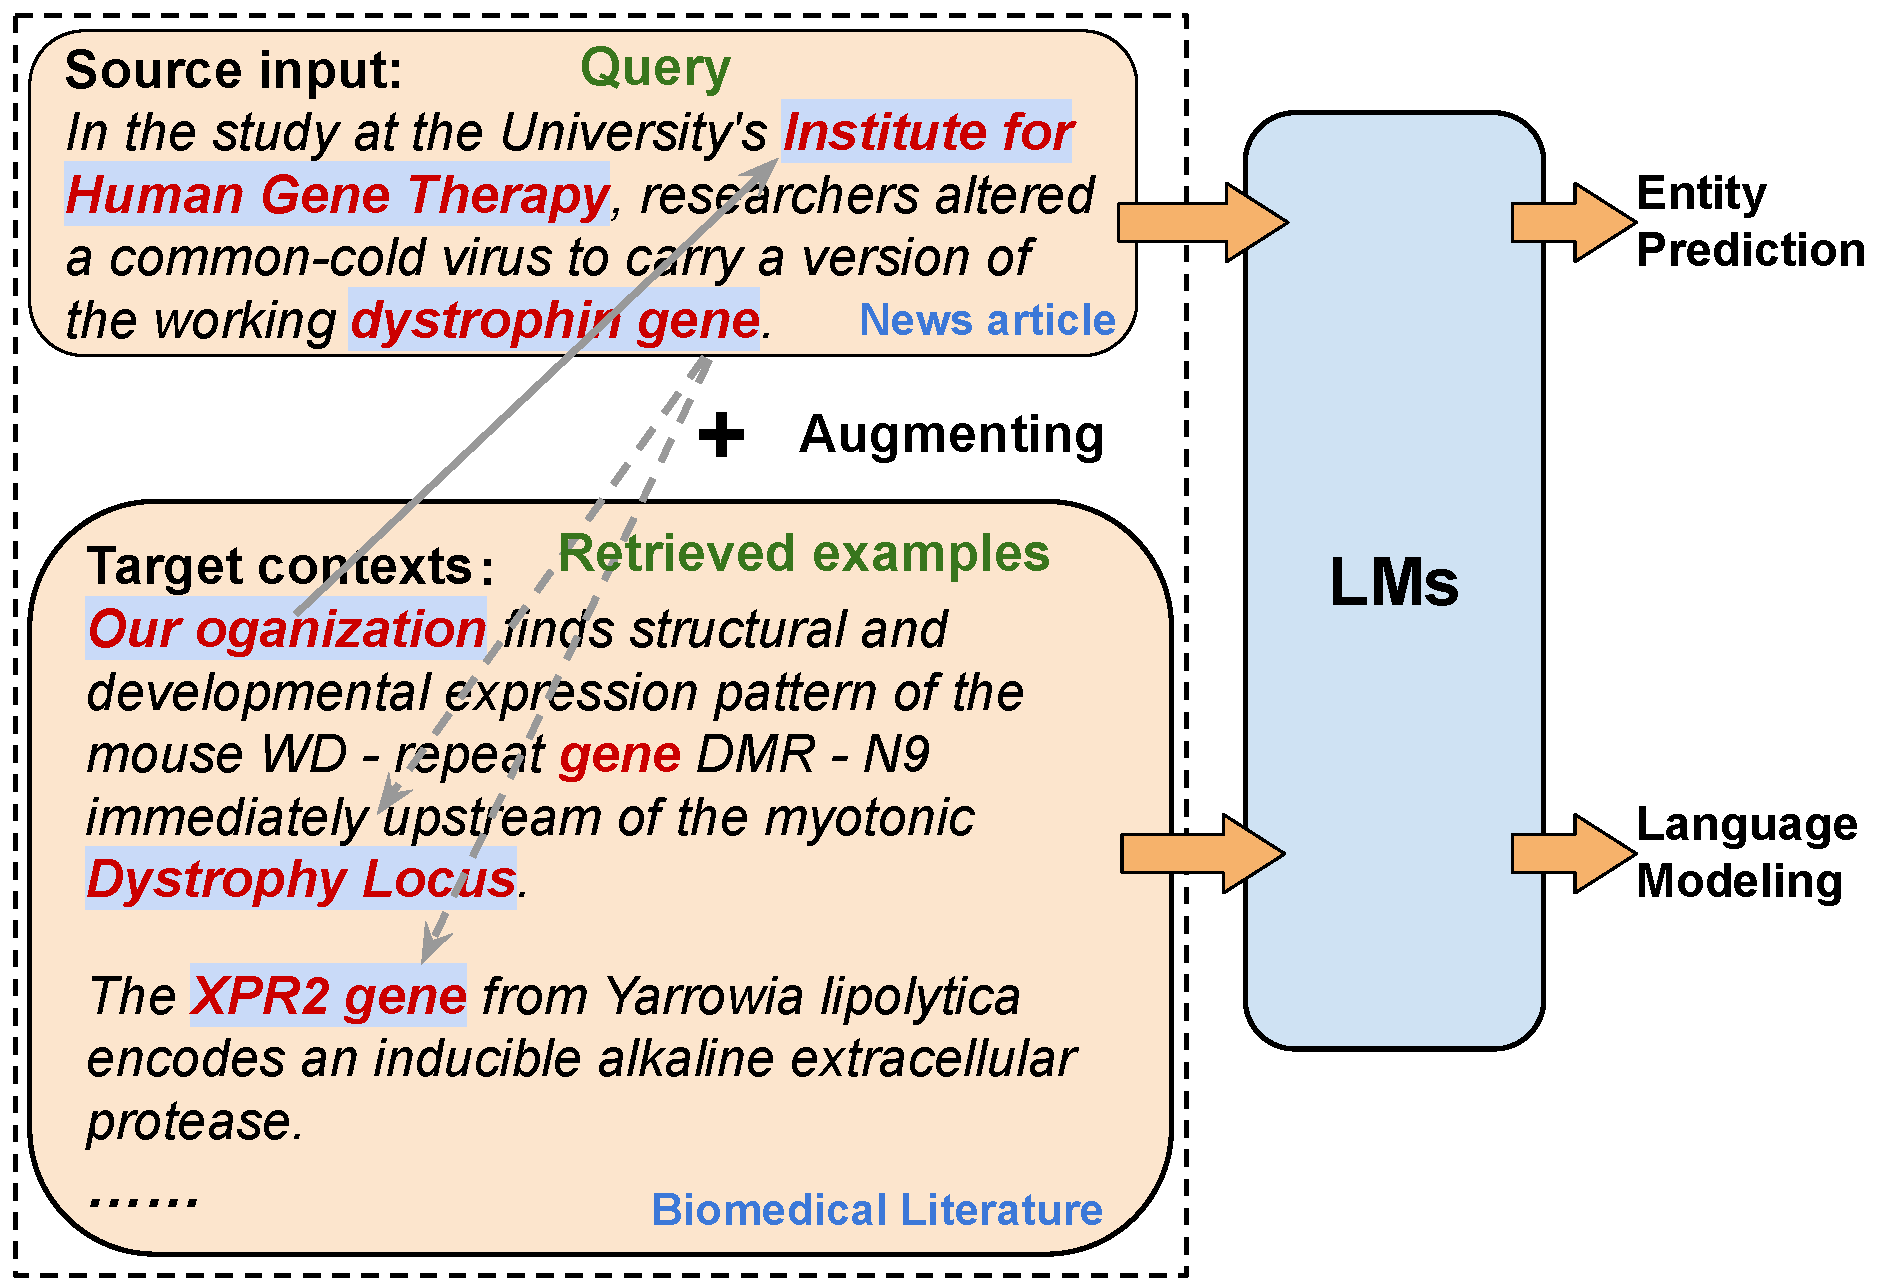 Source input: Query
In the study at the University's Institute for
Human Gene Therapy, researchers altered
a common-cold virus to carry a version of
the working dystrophin gene.
News article
+ Augmenting
Target contexts: Retrieved examples
Our oganization finds structural and
developmental expression pattern of the
mouse WD - repeat gene DMR - N9
immediately upstream of the myotonic
Dystrophy Locus.
The XPR2 gene from Yarrowia lipolytica
encodes an inducible alkaline extracellular
protease.
......
Biomedical Literature
LMs
Entity
Prediction
Language
Modeling